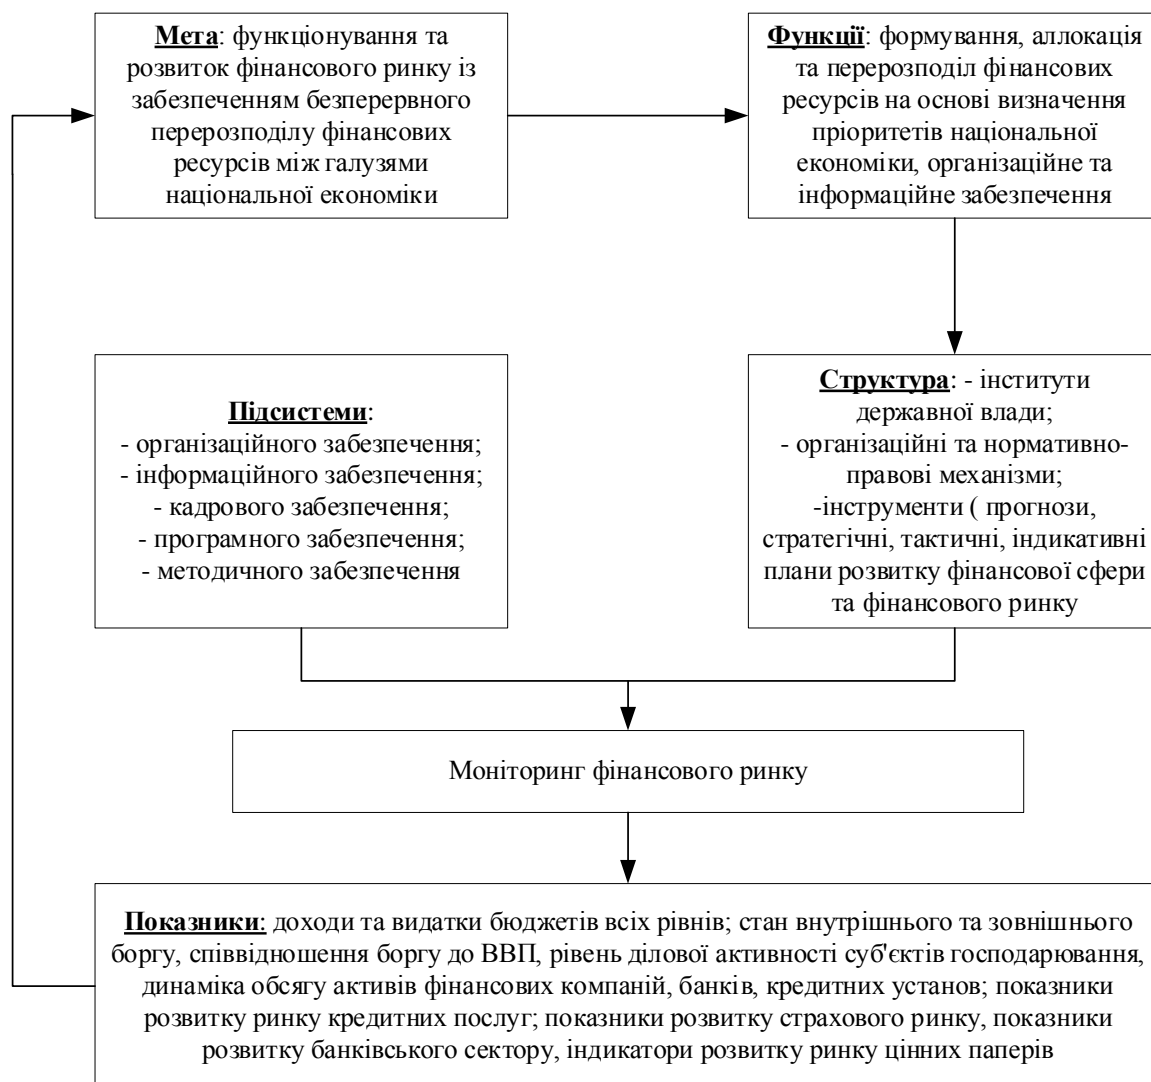 Мета: функціонування та
розвиток фінансового ринку із
забезпеченням безперервного
перерозподілу фінансових
ресурсів між галузями
національної економіки
Функції: формування, аллокація
та перерозподіл фінансових
ресурсів на основі визначення
пріоритетів національної
економіки, організаційне та
інформаційне забезпечення
Підсистеми:
- організаційного забезпечення;
- інформаційного забезпечення;
- кадрового забезпечення;
- програмного забезпечення;
- методичного забезпечення
Структура: - інститути
державної влади;
- організаційні та нормативно-
правові механізми;
-інструменти ( прогнози,
стратегічні, тактичні, індикативні
плани розвитку фінансової сфери
та фінансового ринку
Моніторинг фінансового ринку
Показники: доходи та видатки бюджетів всіх рівнів; стан внутрішнього та зовнішнього
боргу, співвідношення боргу до ВВП, рівень ділової активності суб'єктів господарювання,
динаміка обсягу активів фінансових компаній, банків, кредитних установ; показники
розвитку ринку кредитних послуг; показники розвитку страхового ринку, показники
розвитку банківського сектору, індикатори розвитку ринку цінних паперів